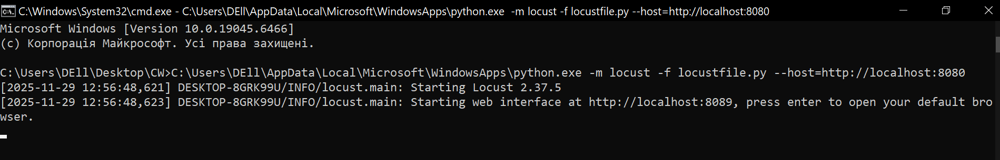 C:\Windows\System32\cmd.exe - C:\Users\DEll\AppData\Local\Microsoft\WindowsApps\python.exe  -m locust -f locustfile.py --host=http://localhost:8080
Microsoft Windows [Version 10.0.19045.6466]
(c) Корпорація Майкрософт. Усі права захищені.
C:\Users\DEll\Desktop\CW>C:\Users\DEll\AppData\Local\Microsoft\WindowsApps\python.exe -m locust -f locustfile.py --host=http://localhost:8080
[2025-11-29 12:56:48,621] DESKTOP-8GRK99U/INFO/locust.main: Starting Locust 2.37.5
[2025-11-29 12:56:48,623] DESKTOP-8GRK99U/INFO/locust.main: Starting web interface at http://localhost:8089, press enter to open your default bro
wser.